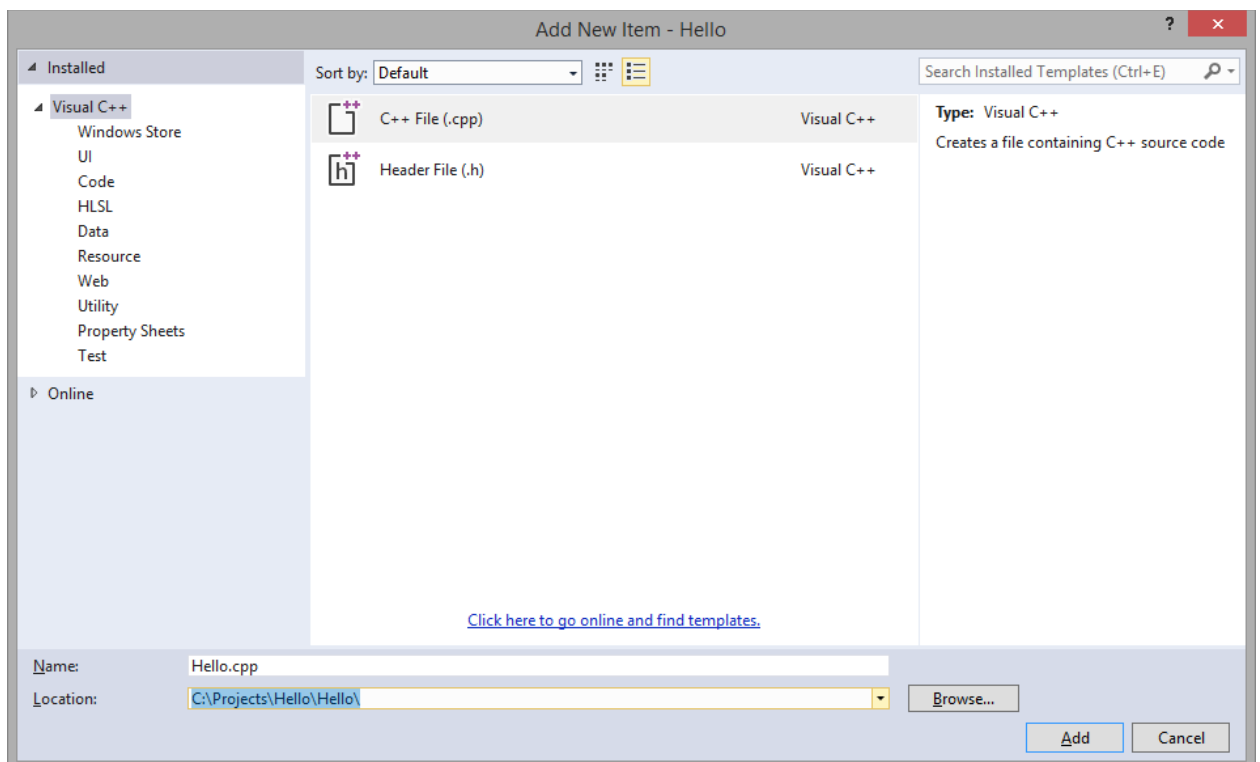 Add New Item - Hello
?
Installed
Sort by: Default
Search Installed Templates (Ctrl+E)
Visual C++
Windows Store
UI
Code
HLSL
Data
Resource
Web
Utility
Property Sheets
Test
Online
C++ File (.cpp) Visual C++
Header File (.h) Visual C++
Type: Visual C++
Creates a file containing C++ source code
Click here to go online and find templates.
Name: Hello.cpp
Location: C:\Projects\Hello\Hello\
Browse...
Add Cancel